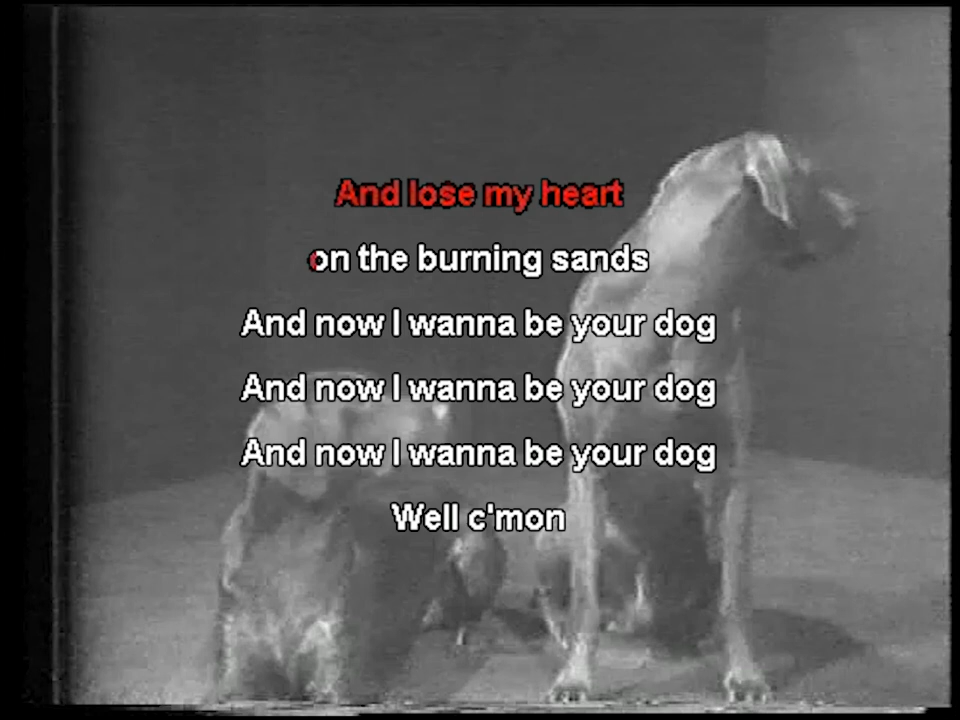 And lose my heart
on the burning sands
And now I wanna be your dog
And now I wanna be your dog
And now I wanna be your dog
Well c'mon